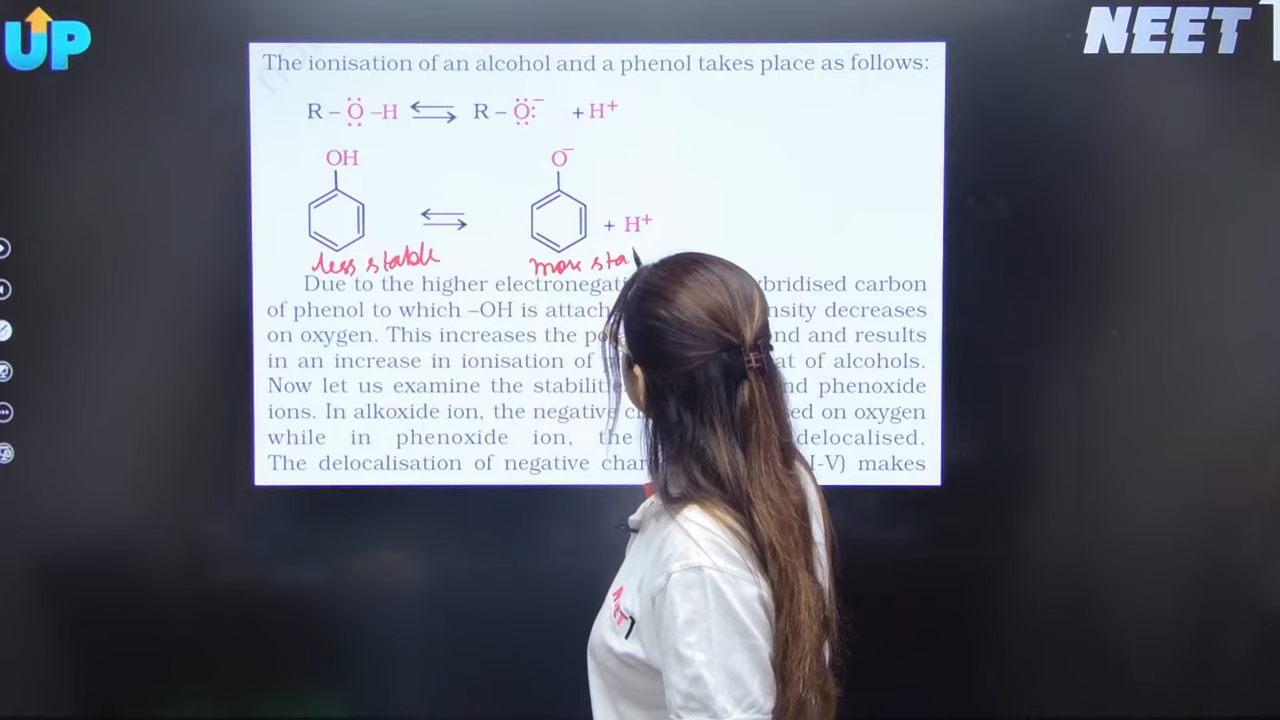 UP
NEET
The ionisation of an alcohol and a phenol takes place as follows:
R – O – H ⇌ R – O:⁻ + H⁺
OH O⁻
⇌ + H⁺
less stable more sta
Due to the higher electronegati ybridised carbon
of phenol to which –OH is attach nsity decreases
on oxygen. This increases the po nd and results
in an increase in ionisation of at of alcohols.
Now let us examine the stabilitie nd phenoxide
ions. In alkoxide ion, the negative c ed on oxygen
while in phenoxide ion, the delocalised.
The delocalisation of negative char I-V) makes
NEET